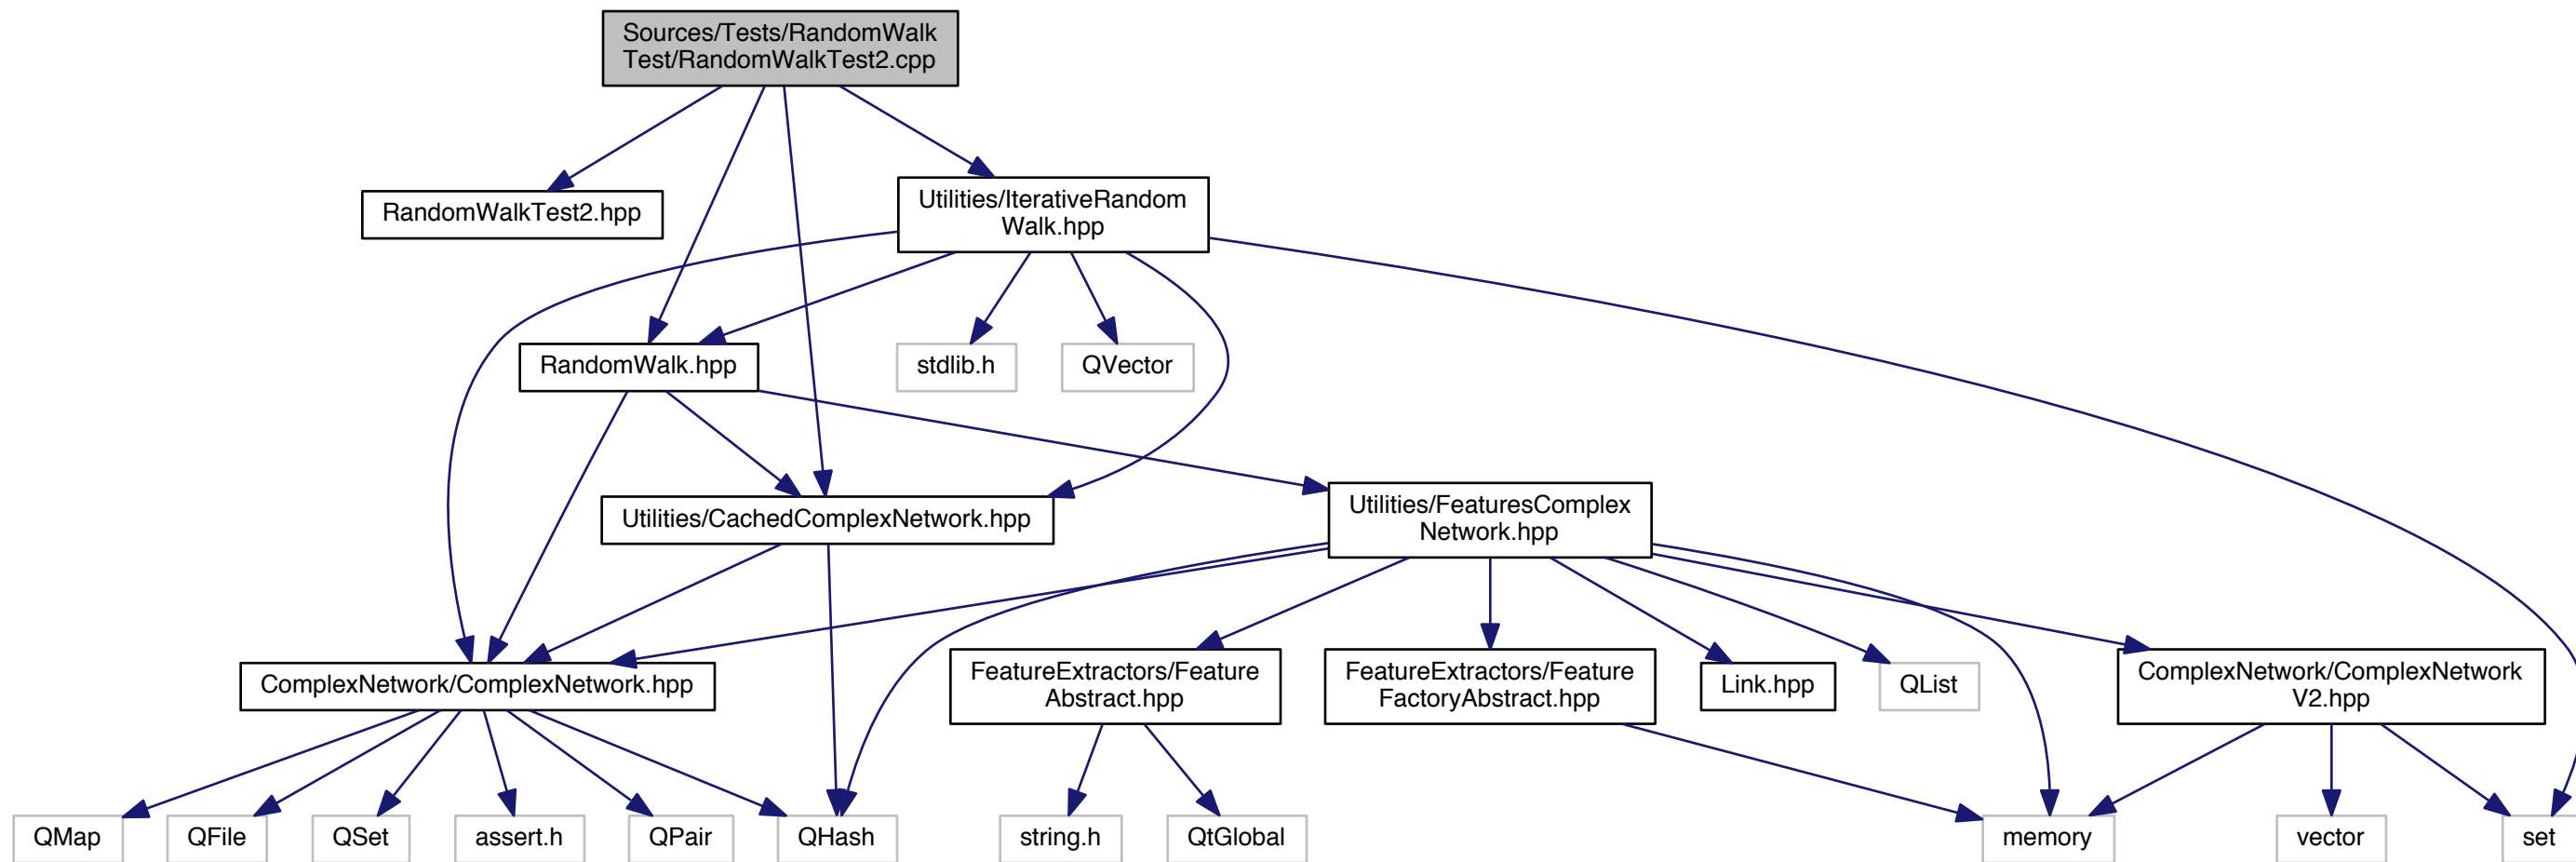 Sources/Tests/RandomWalk
Test/RandomWalkTest2.cpp
RandomWalkTest2.hpp
Utilities/IterativeRandom
Walk.hpp
RandomWalk.hpp
stdlib.h
QVector
Utilities/CachedComplexNetwork.hpp
Utilities/FeaturesComplex
Network.hpp
ComplexNetwork/ComplexNetwork.hpp
FeatureExtractors/Feature
Abstract.hpp
FeatureExtractors/Feature
FactoryAbstract.hpp
Link.hpp
QList
ComplexNetwork/ComplexNetwork
V2.hpp
QMap
QFile
QSet
assert.h
QPair
QHash
string.h
QtGlobal
memory
vector
set